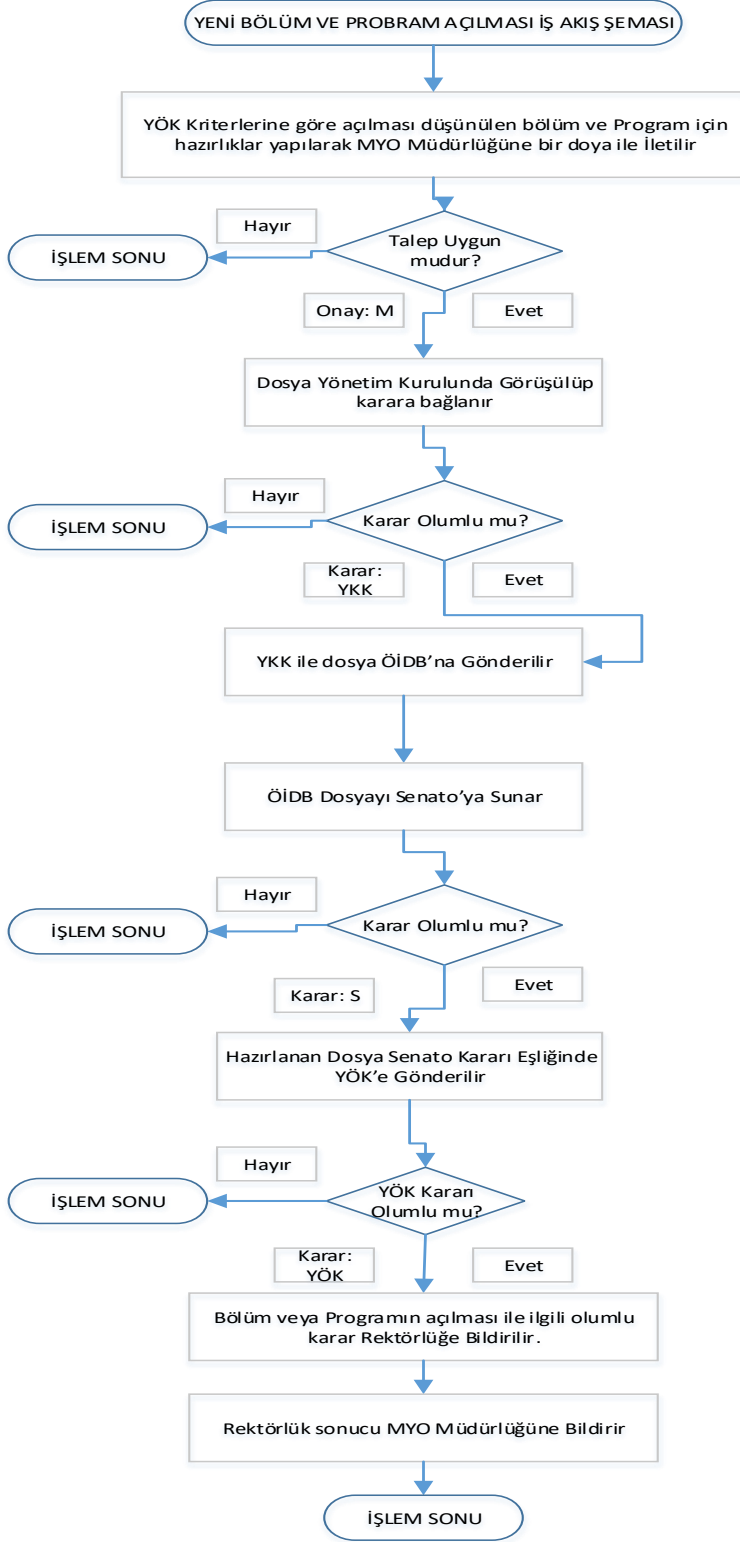 YENİ BÖLÜM VE PROBRAM AÇILMASI İŞ AKIŞ ŞEMASI
YÖK Kriterlerine göre açılması düşünülen bölüm ve Program için
hazırlıklar yapılarak MYO Müdürlüğüne bir doya ile İletilir
Hayır
Talep Uygun
mudur?
İŞLEM SONU
Onay: M
Evet
Dosya Yönetim Kurulunda Görüşülüp
karara bağlanır
Hayır
Karar Olumlu mu?
İŞLEM SONU
Karar:
YKK
Evet
YKK ile dosya ÖİDB’na Gönderilir
ÖİDB Dosyayı Senato’ya Sunar
Hayır
Karar Olumlu mu?
İŞLEM SONU
Karar: S
Evet
Hazırlanan Dosya Senato Kararı Eşliğinde
YÖK’e Gönderilir
Hayır
YÖK Kararı
Olumlu mu?
İŞLEM SONU
Karar:
YÖK
Evet
Bölüm veya Programın açılması ile ilgili olumlu
karar Rektörlüğe Bildirilir.
Rektörlük sonucu MYO Müdürlüğüne Bildirir
İŞLEM SONU